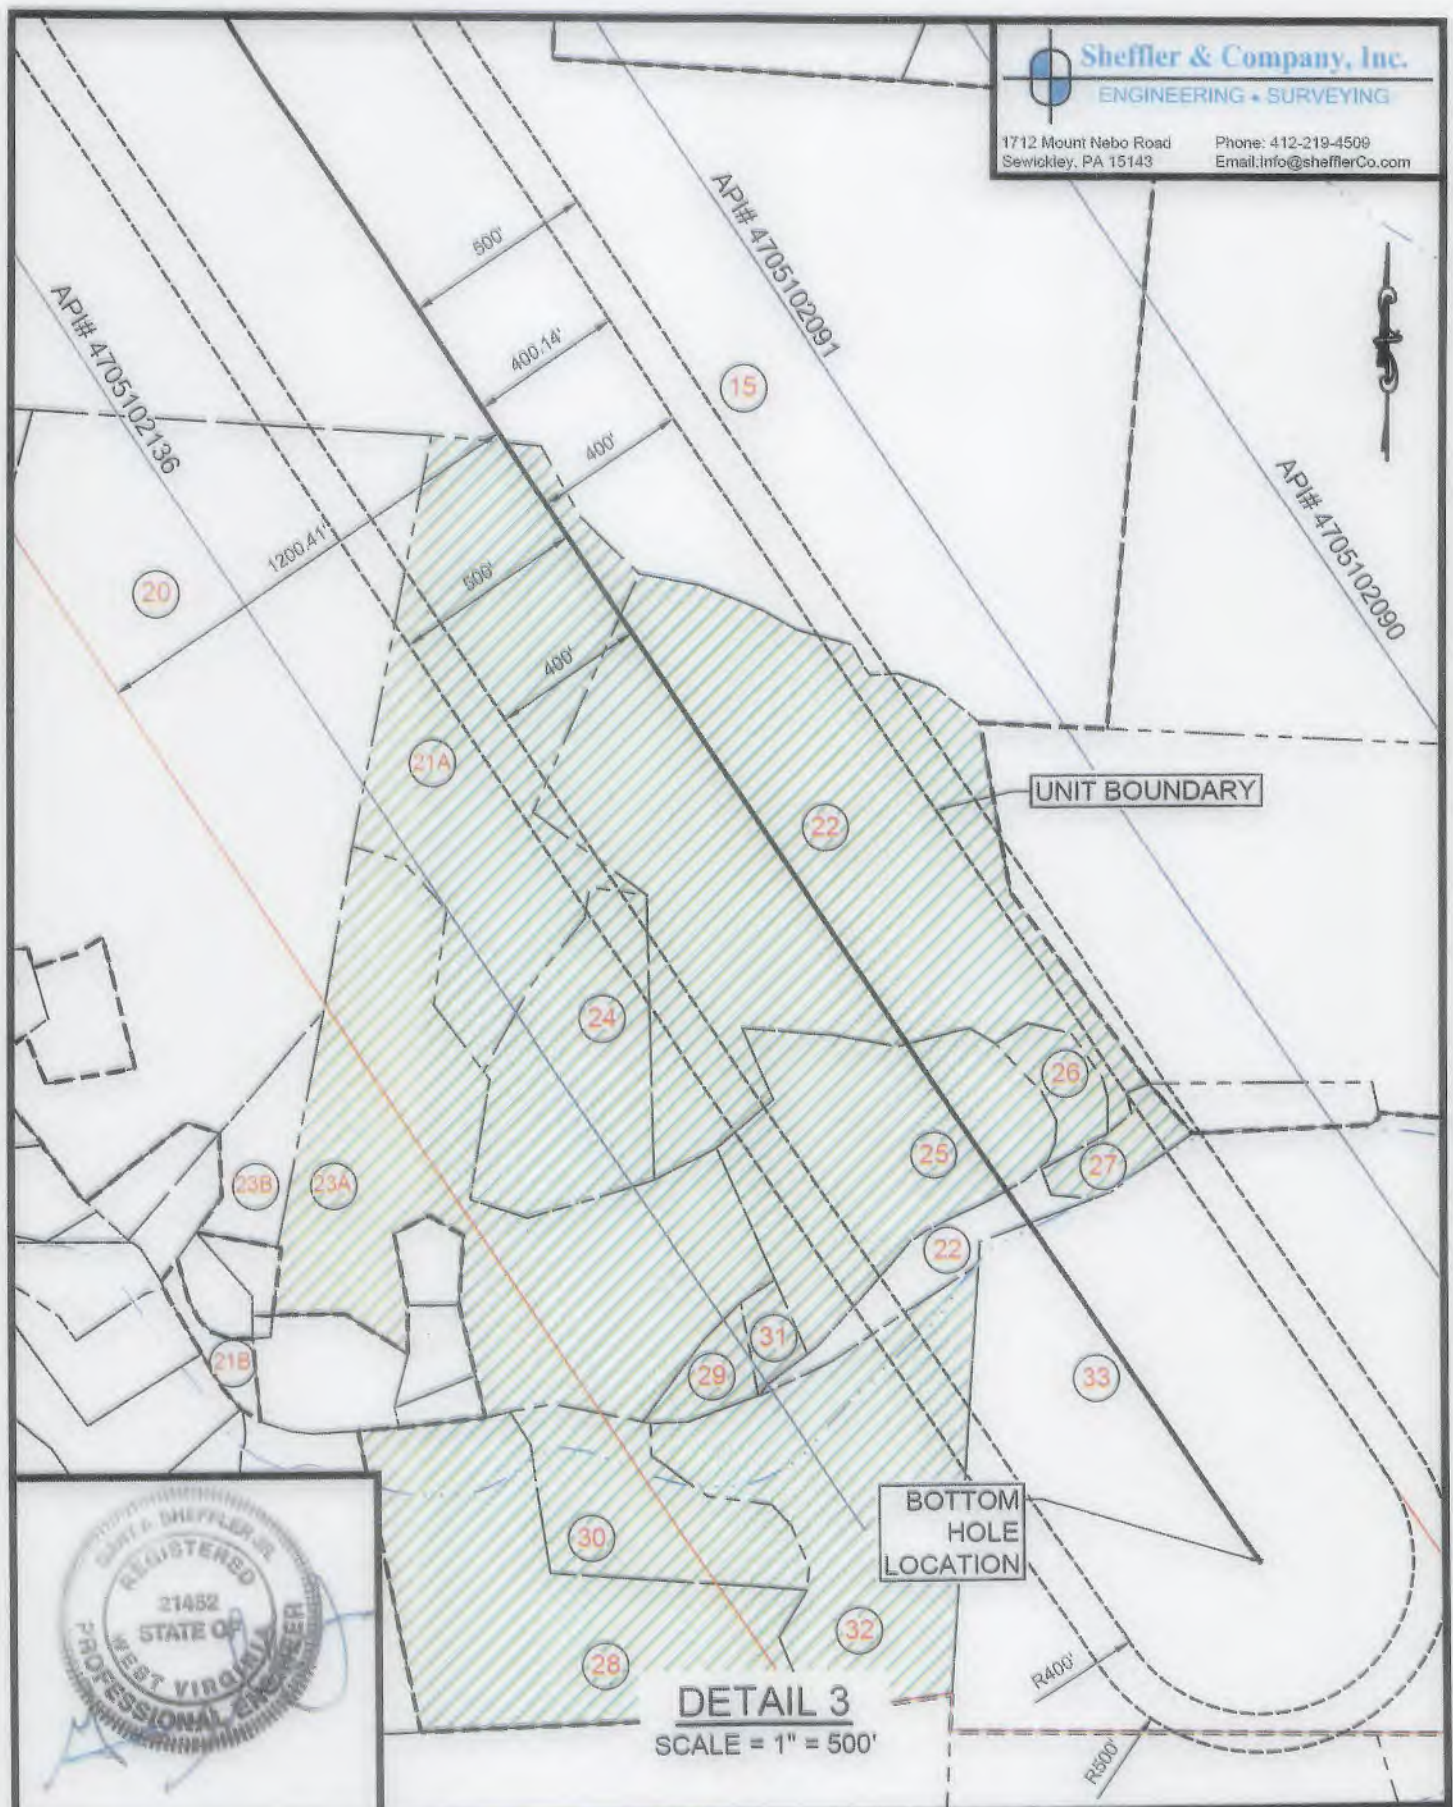 Sheffler & Company, Inc.
ENGINEERING • SURVEYING
1712 Mount Nebo Road
Sewickley, PA 15143
Phone: 412-219-4509
Email:info@shefflerCo.com
API# 4705102091
API# 4705102136
API# 4705102090
500'
400.14'
15
400'
1200.41'
20
500'
400'
21A
UNIT BOUNDARY
22
24
26
25
27
23B
23A
22
31
21B
29
33
BOTTOM
HOLE
LOCATION
30
32
28
R400'
R500'
DETAIL 3
SCALE = 1" = 500'
SHEFFLER JR.
REGISTERED
21482
STATE OF
WEST VIRGINIA
PROFESSIONAL ENGINEER